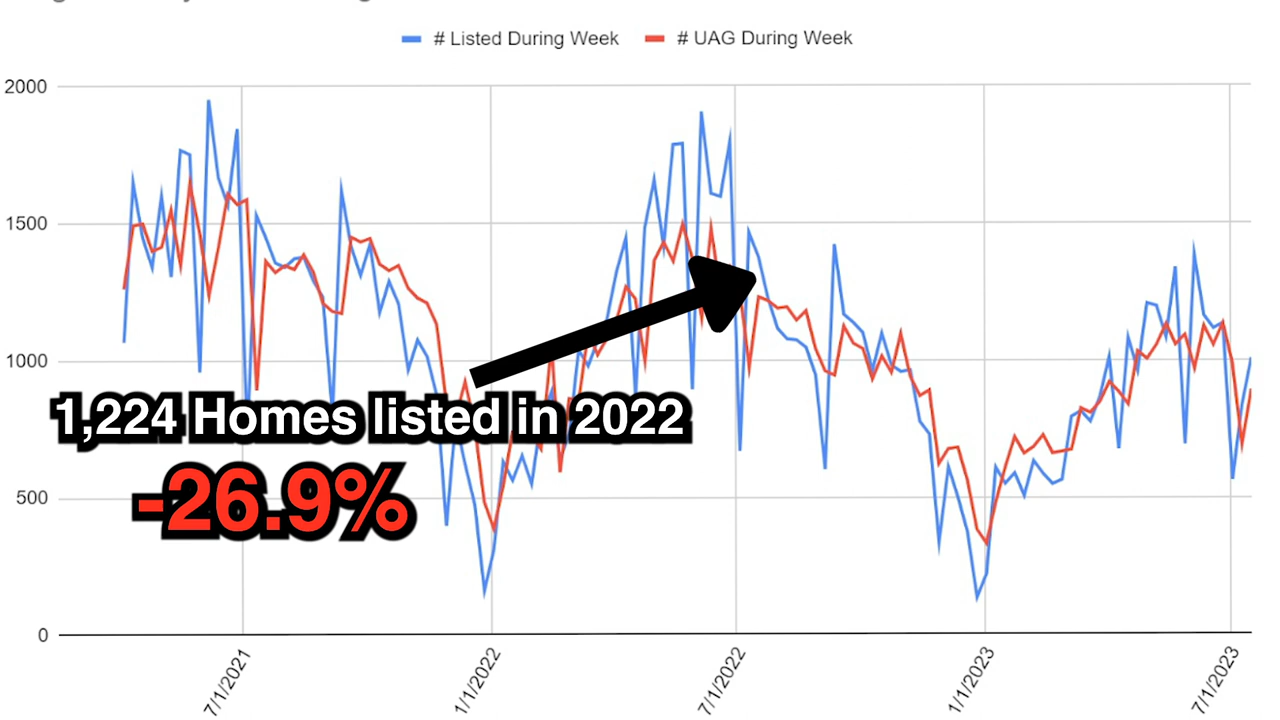 # Listed During Week # UAG During Week
2000
1500
1000
1,224 Homes listed in 2022
-26.9%
500
0
7/1/2021 1/1/2022 7/1/2022 1/1/2023 7/1/2023